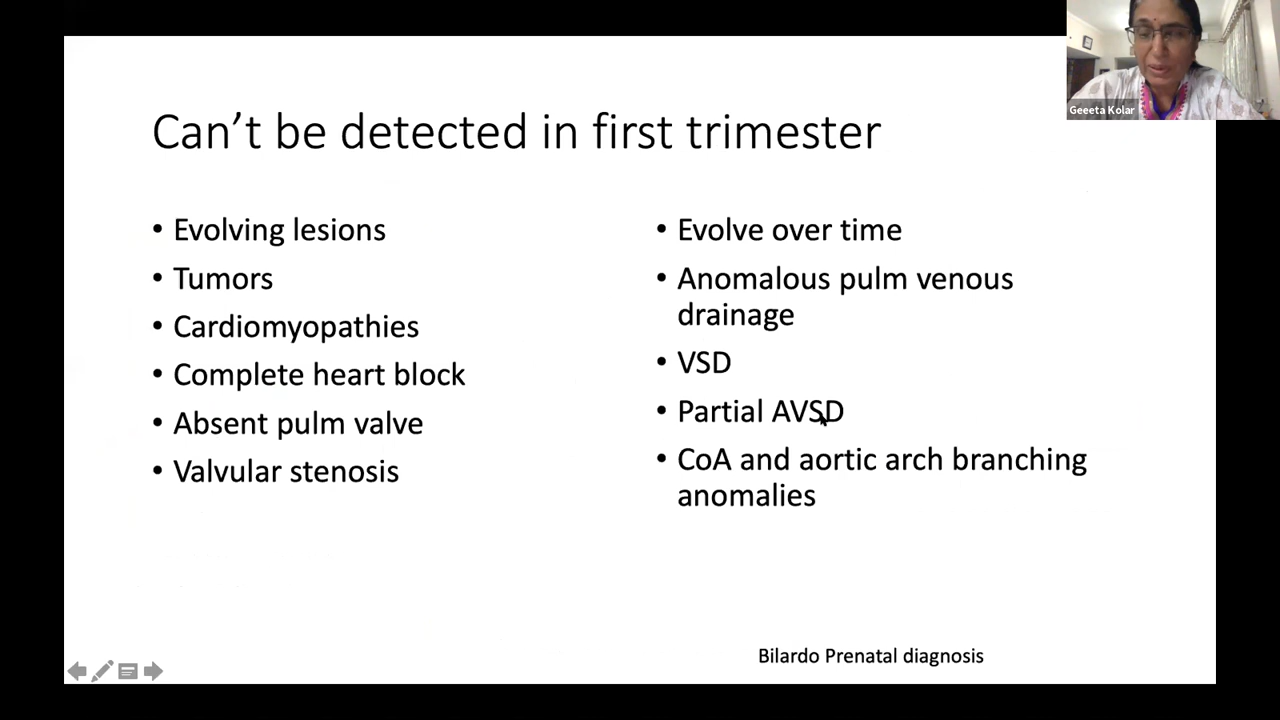 Geeeta Kolar
Can't be detected in first trimester
• Evolving lesions
• Tumors
• Cardiomyopathies
• Complete heart block
• Absent pulm valve
• Valvular stenosis
• Evolve over time
• Anomalous pulm venous
drainage
• VSD
• Partial AVSD
• CoA and aortic arch branching
anomalies
Bilardo Prenatal diagnosis